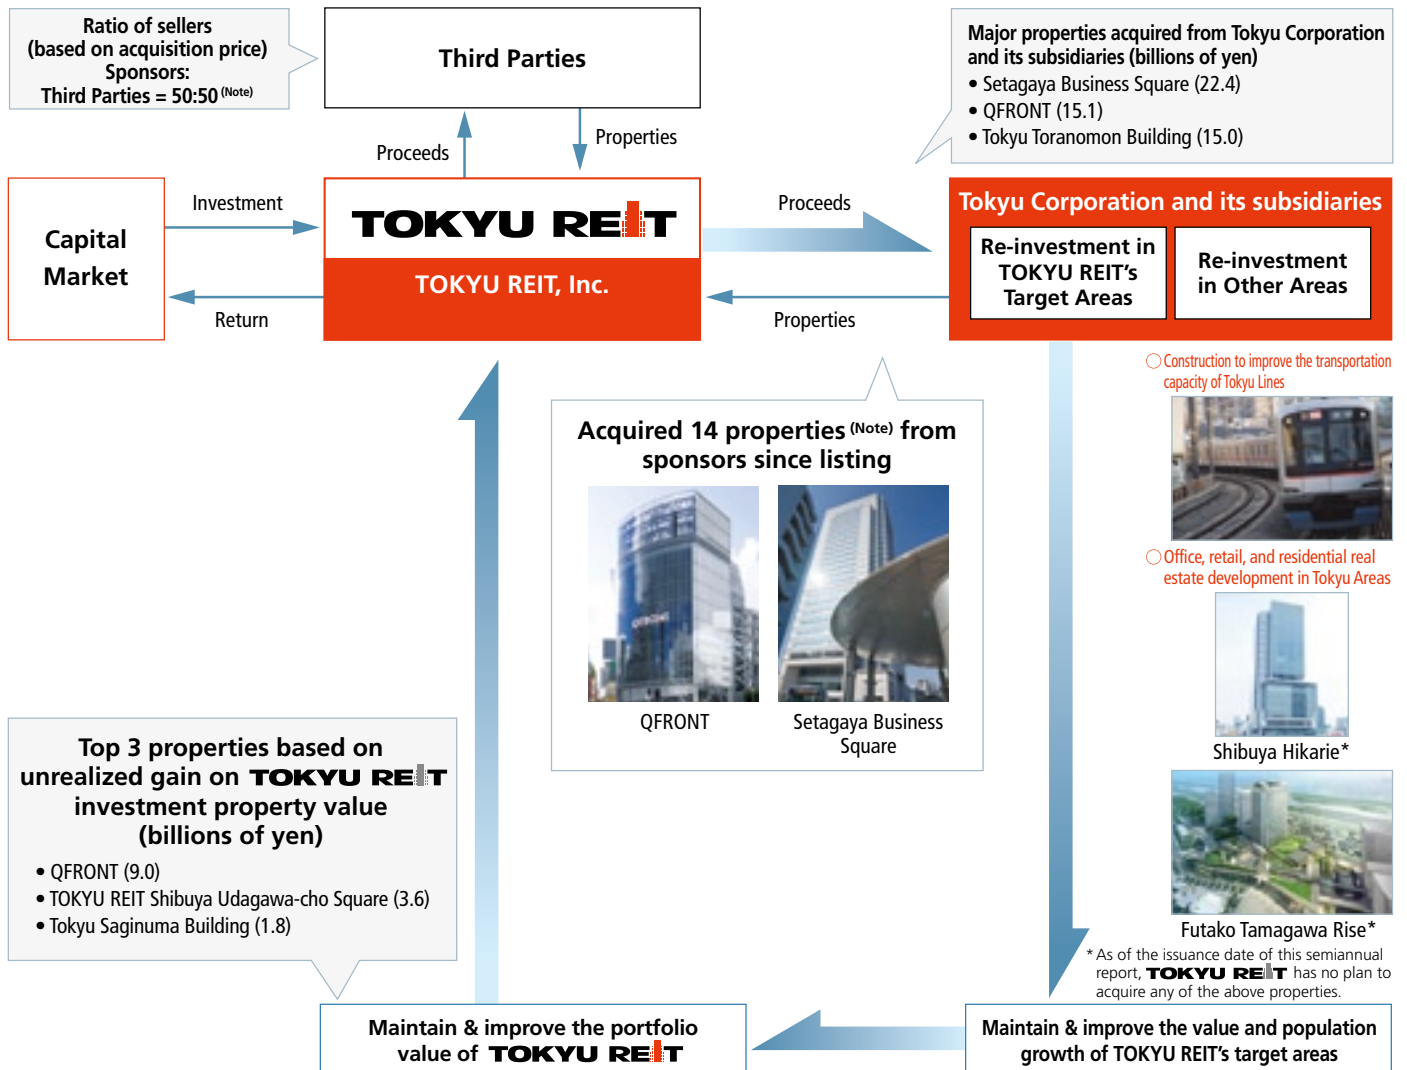 Ratio of sellers
(based on acquisition price)
Sponsors:
Third Parties = 50:50 (Note)
Third Parties
Major properties acquired from Tokyu Corporation
and its subsidiaries (billions of yen)
• Setagaya Business Square (22.4)
• QFRONT (15.1)
• Tokyu Toranomon Building (15.0)
Proceeds
Properties
Capital
Market
Investment
Return
TOKYU REIT
TOKYU REIT, Inc.
Proceeds
Properties
Tokyu Corporation and its subsidiaries
Re-investment in
TOKYU REIT's
Target Areas
Re-investment
in Other Areas
○ Construction to improve the transportation
capacity of Tokyu Lines
Acquired 14 properties (Note) from
sponsors since listing
QFRONT
QFRONT
Setagaya Business
Square
○ Office, retail, and residential real
estate development in Tokyu Areas
Shibuya Hikarie*
Futako Tamagawa Rise*
* As of the issuance date of this semiannual
report, TOKYU REIT has no plan to
acquire any of the above properties.
Top 3 properties based on
unrealized gain on TOKYU REIT
investment property value
(billions of yen)
• QFRONT (9.0)
• TOKYU REIT Shibuya Udagawa-cho Square (3.6)
• Tokyu Saginuma Building (1.8)
Maintain & improve the portfolio
value of TOKYU REIT
Maintain & improve the value and population
growth of TOKYU REIT's target areas